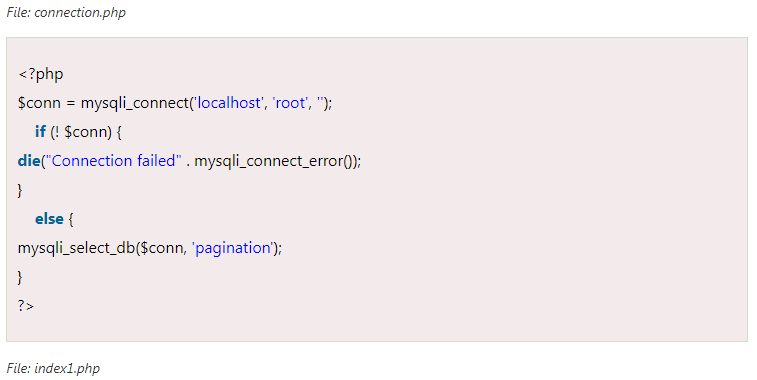 File: connection.php
<?php
$conn = mysqli_connect('localhost', 'root', '');
if (! $conn) {
die("Connection failed" . mysqli_connect_error());
}
else {
mysqli_select_db($conn, 'pagination');
}
?>
File: index1.php